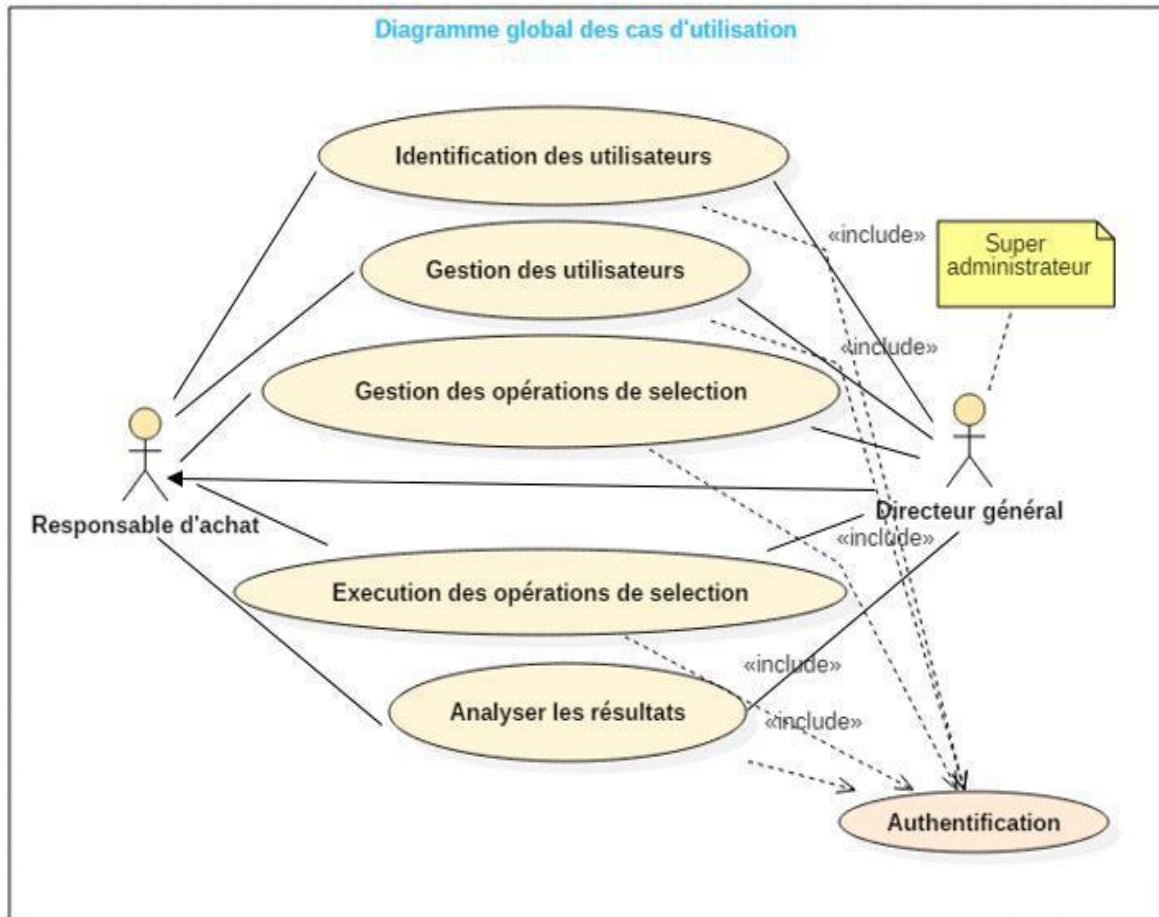 Diagramme global des cas d'utilisation
Identification des utilisateurs
«include»
Super
administrateur
Gestion des utilisateurs
«include»
Gestion des opérations de selection
Responsable d'achat
Directeur général
«include»
Execution des opérations de selection
«include»
Analyser les résultats
«include»
Authentification